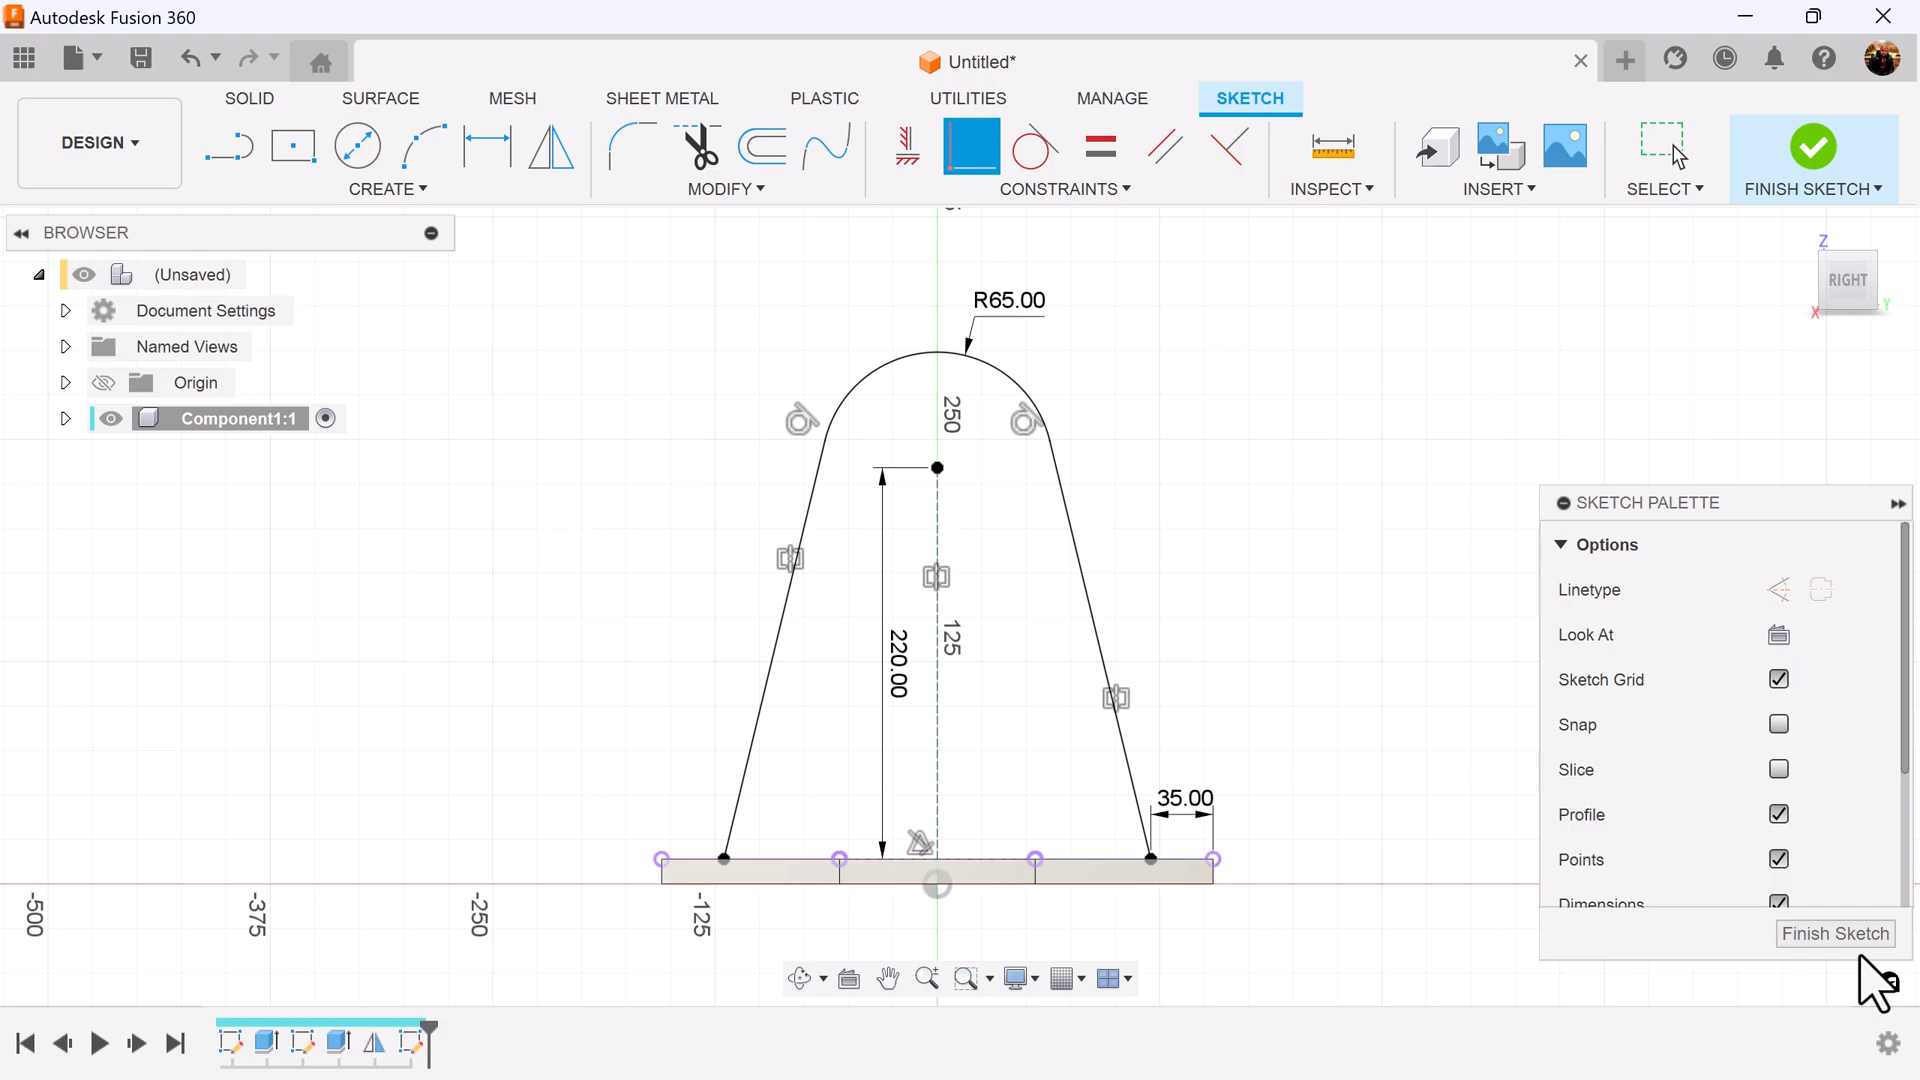 Autodesk Fusion 360
Untitled*
SOLID
SURFACE
MESH
SHEET METAL
PLASTIC
UTILITIES
MANAGE
SKETCH
DESIGN
CREATE
MODIFY
CONSTRAINTS
INSPECT
INSERT
SELECT
FINISH SKETCH
BROWSER
(Unsaved)
Document Settings
Named Views
Origin
Component1:1
Z
RIGHT
X
Y
R65.00
250
220.00
125
35.00
-500
-375
-250
-125
SKETCH PALETTE
Options
Linetype
Look At
Sketch Grid
Snap
Slice
Profile
Points
Dimensions
Finish Sketch